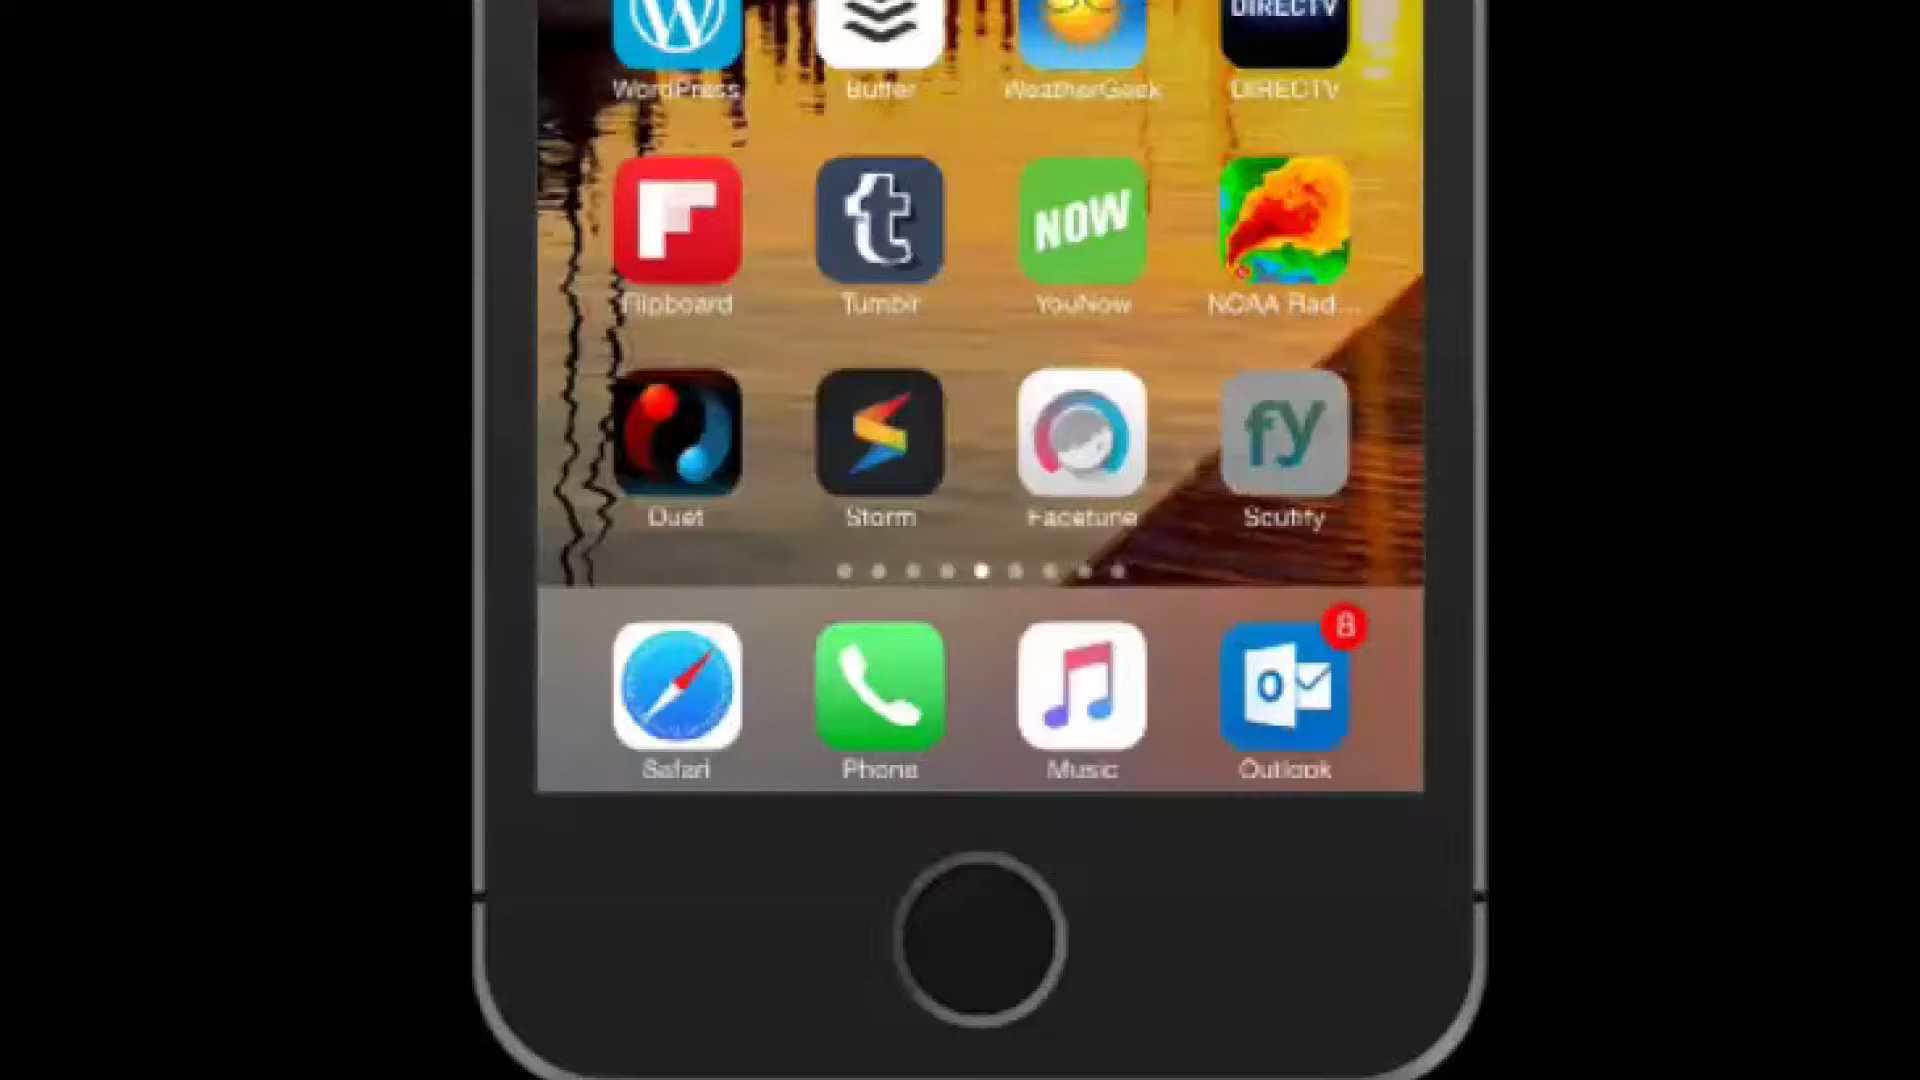 DIRECTV
WordPress Buffer WeatherGeek DIRECTV
NOW
Flipboard Tumblr YouNow NOAA Rad...
fy
Duet Storm Facetune Scutify
8
Safari Phone Music Outlook